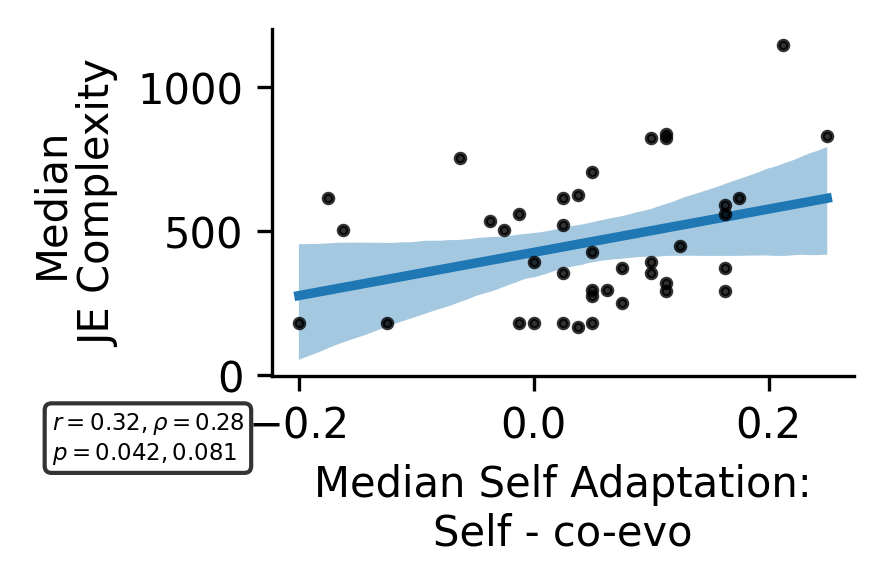 Median
JE Complexity
1000
500
0
−0.2
0.0
0.2
r = 0.32, ρ = 0.28
p = 0.042, 0.081
Median Self Adaptation:
Self - co-evo